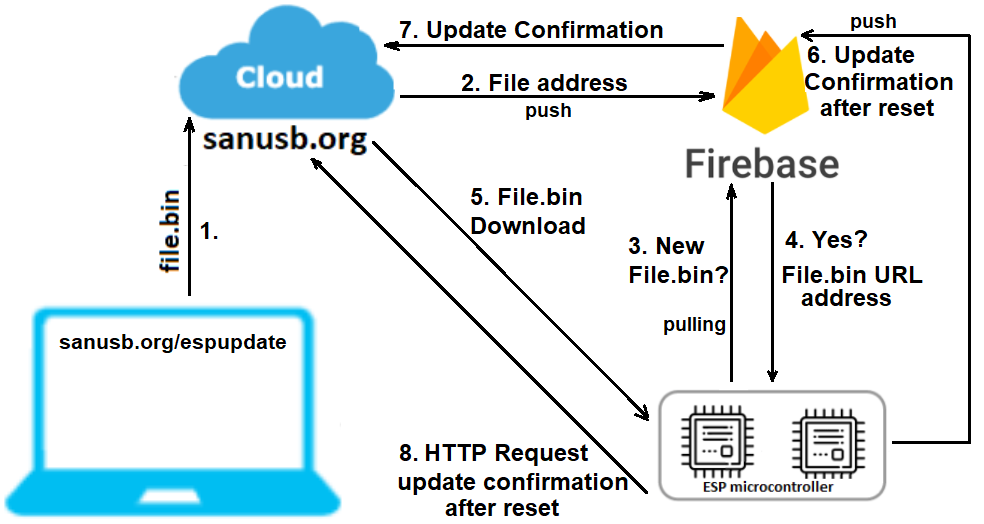 7. Update Confirmation
push
Cloud
2. File address
push
6. Update
Confirmation
after reset
sanusb.org
Firebase
file.bin
1.
5. File.bin
Download
3. New
File.bin?
pulling
4. Yes?
File.bin URL
address
sanusb.org/espupdate
8. HTTP Request
update confirmation
after reset
ESP microcontroller